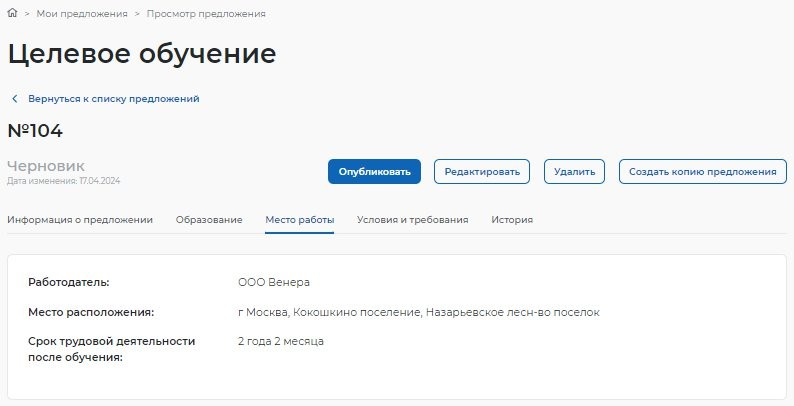 > Мои предложения > Просмотр предложения
Целевое обучение
Вернуться к списку предложений
№104
Черновик
Дата изменения: 17.04.2024
Опубликовать Редактировать Удалить Создать копию предложения
Информация о предложении Образование Место работы Условия и требования История
Работодатель: ООО Венера
Место расположения: г Москва, Кокошкино поселение, Назарьевское лесн-во поселок
Срок трудовой деятельности 2 года 2 месяца
после обучения: